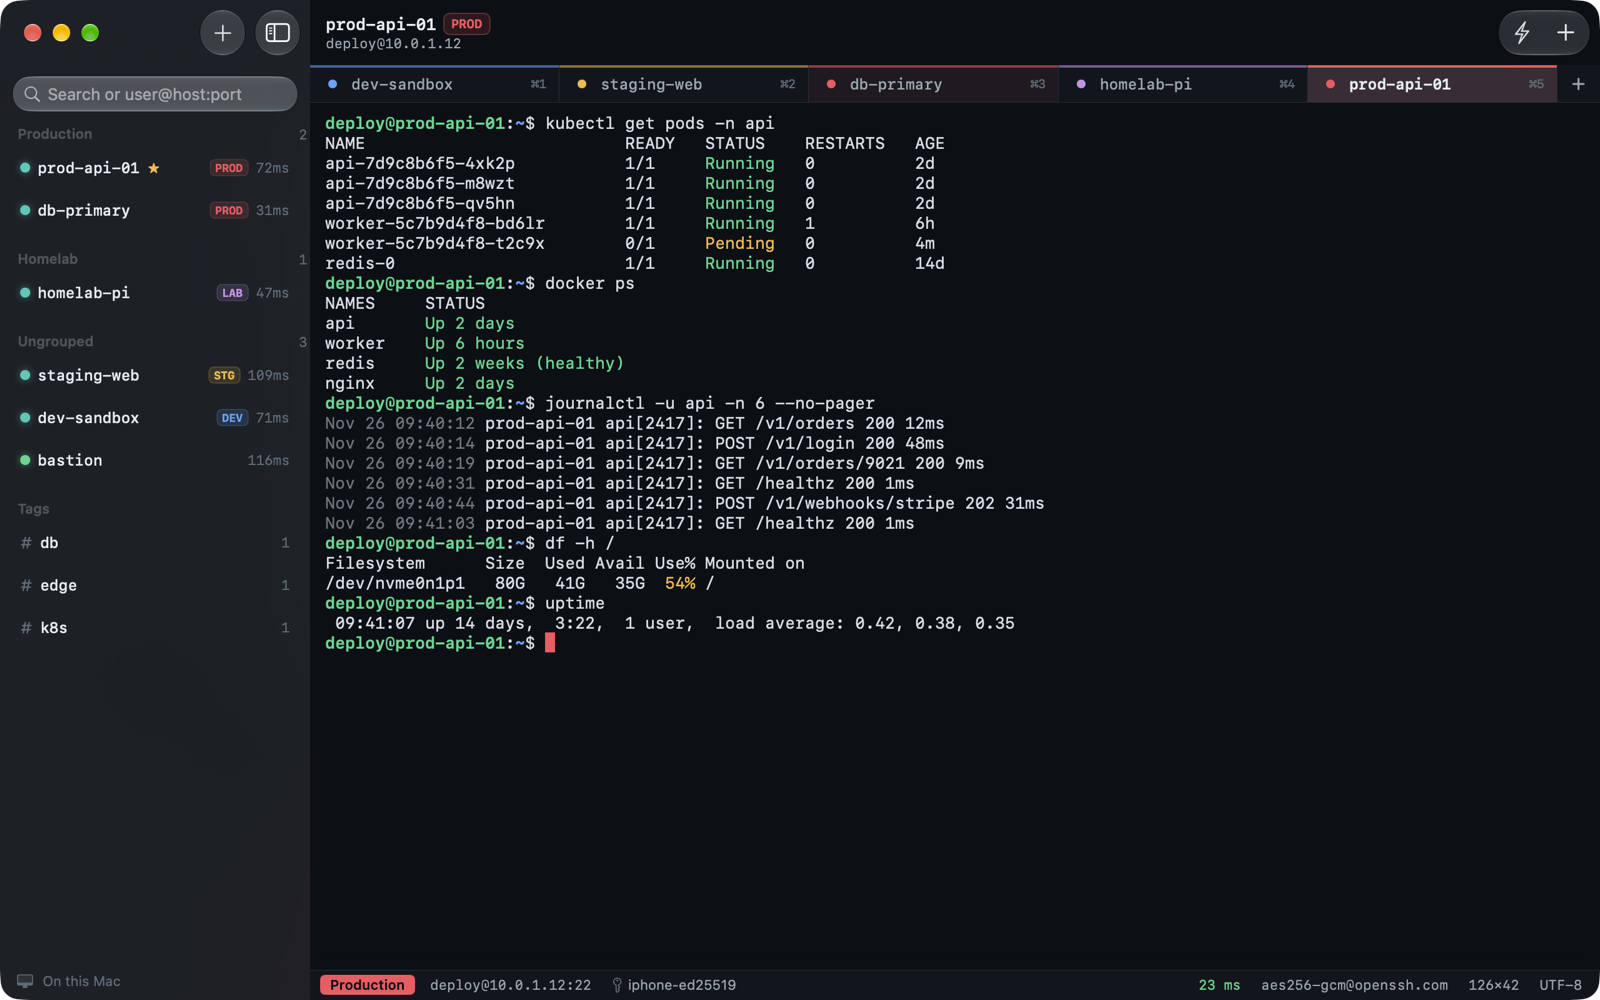 Search or user@host:port
Production 2
prod-api-01 PROD 72ms
db-primary PROD 31ms
Homelab 1
homelab-pi LAB 47ms
Ungrouped 3
staging-web STG 109ms
dev-sandbox DEV 71ms
bastion 116ms
Tags
# db 1
# edge 1
# k8s 1
On this Mac
prod-api-01 PROD
deploy@10.0.1.12
dev-sandbox ⌘1 staging-web ⌘2 db-primary ⌘3 homelab-pi ⌘4 prod-api-01 ⌘5
deploy@prod-api-01:~$ kubectl get pods -n api
NAME READY STATUS RESTARTS AGE
api-7d9c8b6f5-4xk2p 1/1 Running 0 2d
api-7d9c8b6f5-m8wzt 1/1 Running 0 2d
api-7d9c8b6f5-qv5hn 1/1 Running 0 2d
worker-5c7b9d4f8-bd6lr 1/1 Running 1 6h
worker-5c7b9d4f8-t2c9x 0/1 Pending 0 4m
redis-0 1/1 Running 0 14d
deploy@prod-api-01:~$ docker ps
NAMES STATUS
api Up 2 days
worker Up 6 hours
redis Up 2 weeks (healthy)
nginx Up 2 days
deploy@prod-api-01:~$ journalctl -u api -n 6 --no-pager
Nov 26 09:40:12 prod-api-01 api[2417]: GET /v1/orders 200 12ms
Nov 26 09:40:14 prod-api-01 api[2417]: POST /v1/login 200 48ms
Nov 26 09:40:19 prod-api-01 api[2417]: GET /v1/orders/9021 200 9ms
Nov 26 09:40:31 prod-api-01 api[2417]: GET /healthz 200 1ms
Nov 26 09:40:44 prod-api-01 api[2417]: POST /v1/webhooks/stripe 202 31ms
Nov 26 09:41:03 prod-api-01 api[2417]: GET /healthz 200 1ms
deploy@prod-api-01:~$ df -h /
Filesystem Size Used Avail Use% Mounted on
/dev/nvme0n1p1 80G 41G 35G 54% /
deploy@prod-api-01:~$ uptime
09:41:07 up 14 days, 3:22, 1 user, load average: 0.42, 0.38, 0.35
deploy@prod-api-01:~$
Production deploy@10.0.1.12:22 iphone-ed25519 23 ms aes256-gcm@openssh.com 126×42 UTF-8